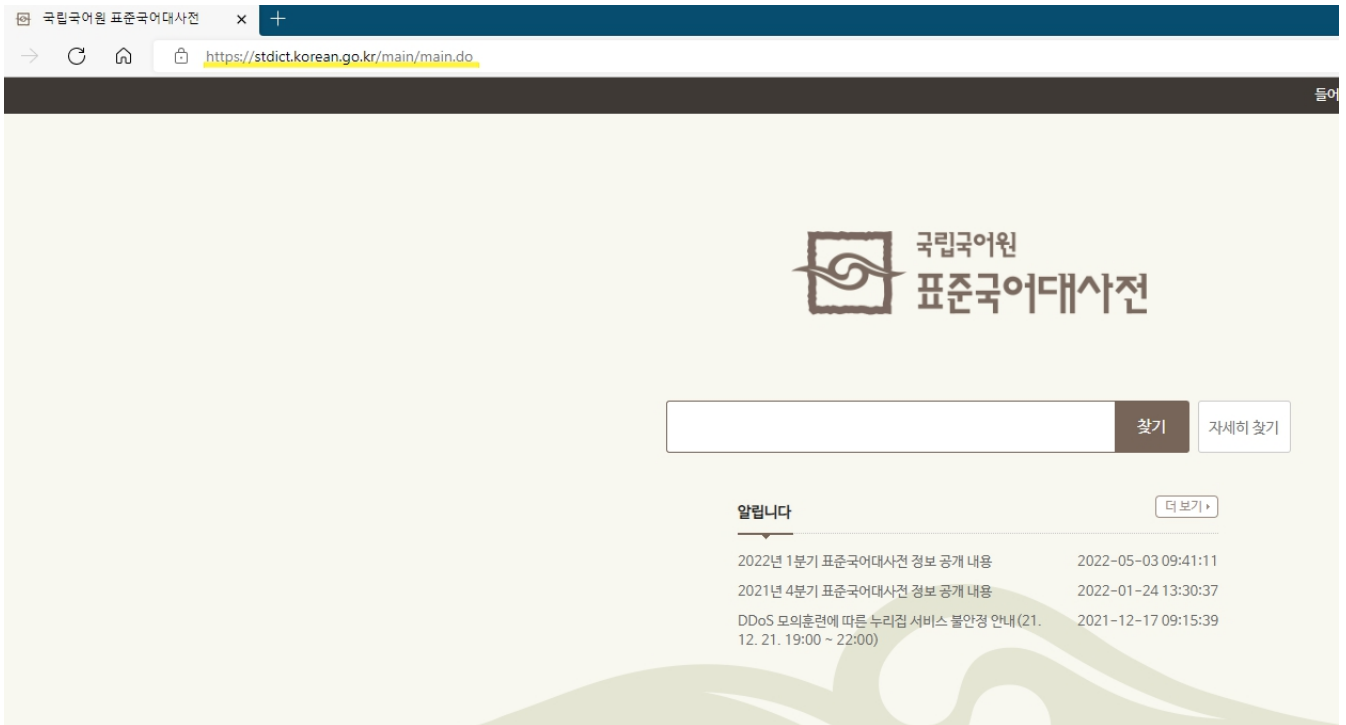 국립국어원 표준국어대사전
https://stdict.korean.go.kr/main/main.do
국립국어원
표준국어대사전
찾기 자세히 찾기
알립니다 더 보기
2022년 1분기 표준국어대사전 정보 공개 내용 2022-05-03 09:41:11
2021년 4분기 표준국어대사전 정보 공개 내용 2022-01-24 13:30:37
DDoS 모의훈련에 따른 누리집 서비스 불안정 안내(21. 2021-12-17 09:15:39
12. 21. 19:00 ~ 22:00)